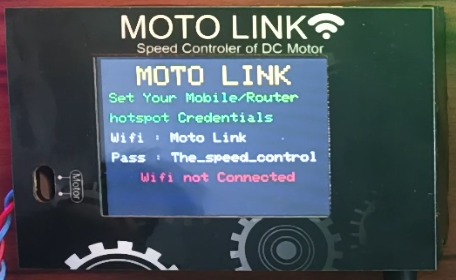 MOTO LINK
Speed Controler of DC Motor
MOTO LINK
Set Your Mobile/Router
hotspot Credentials
Wifi : Moto Link
Pass : The_speed_control
Wifi not Connected
Motor